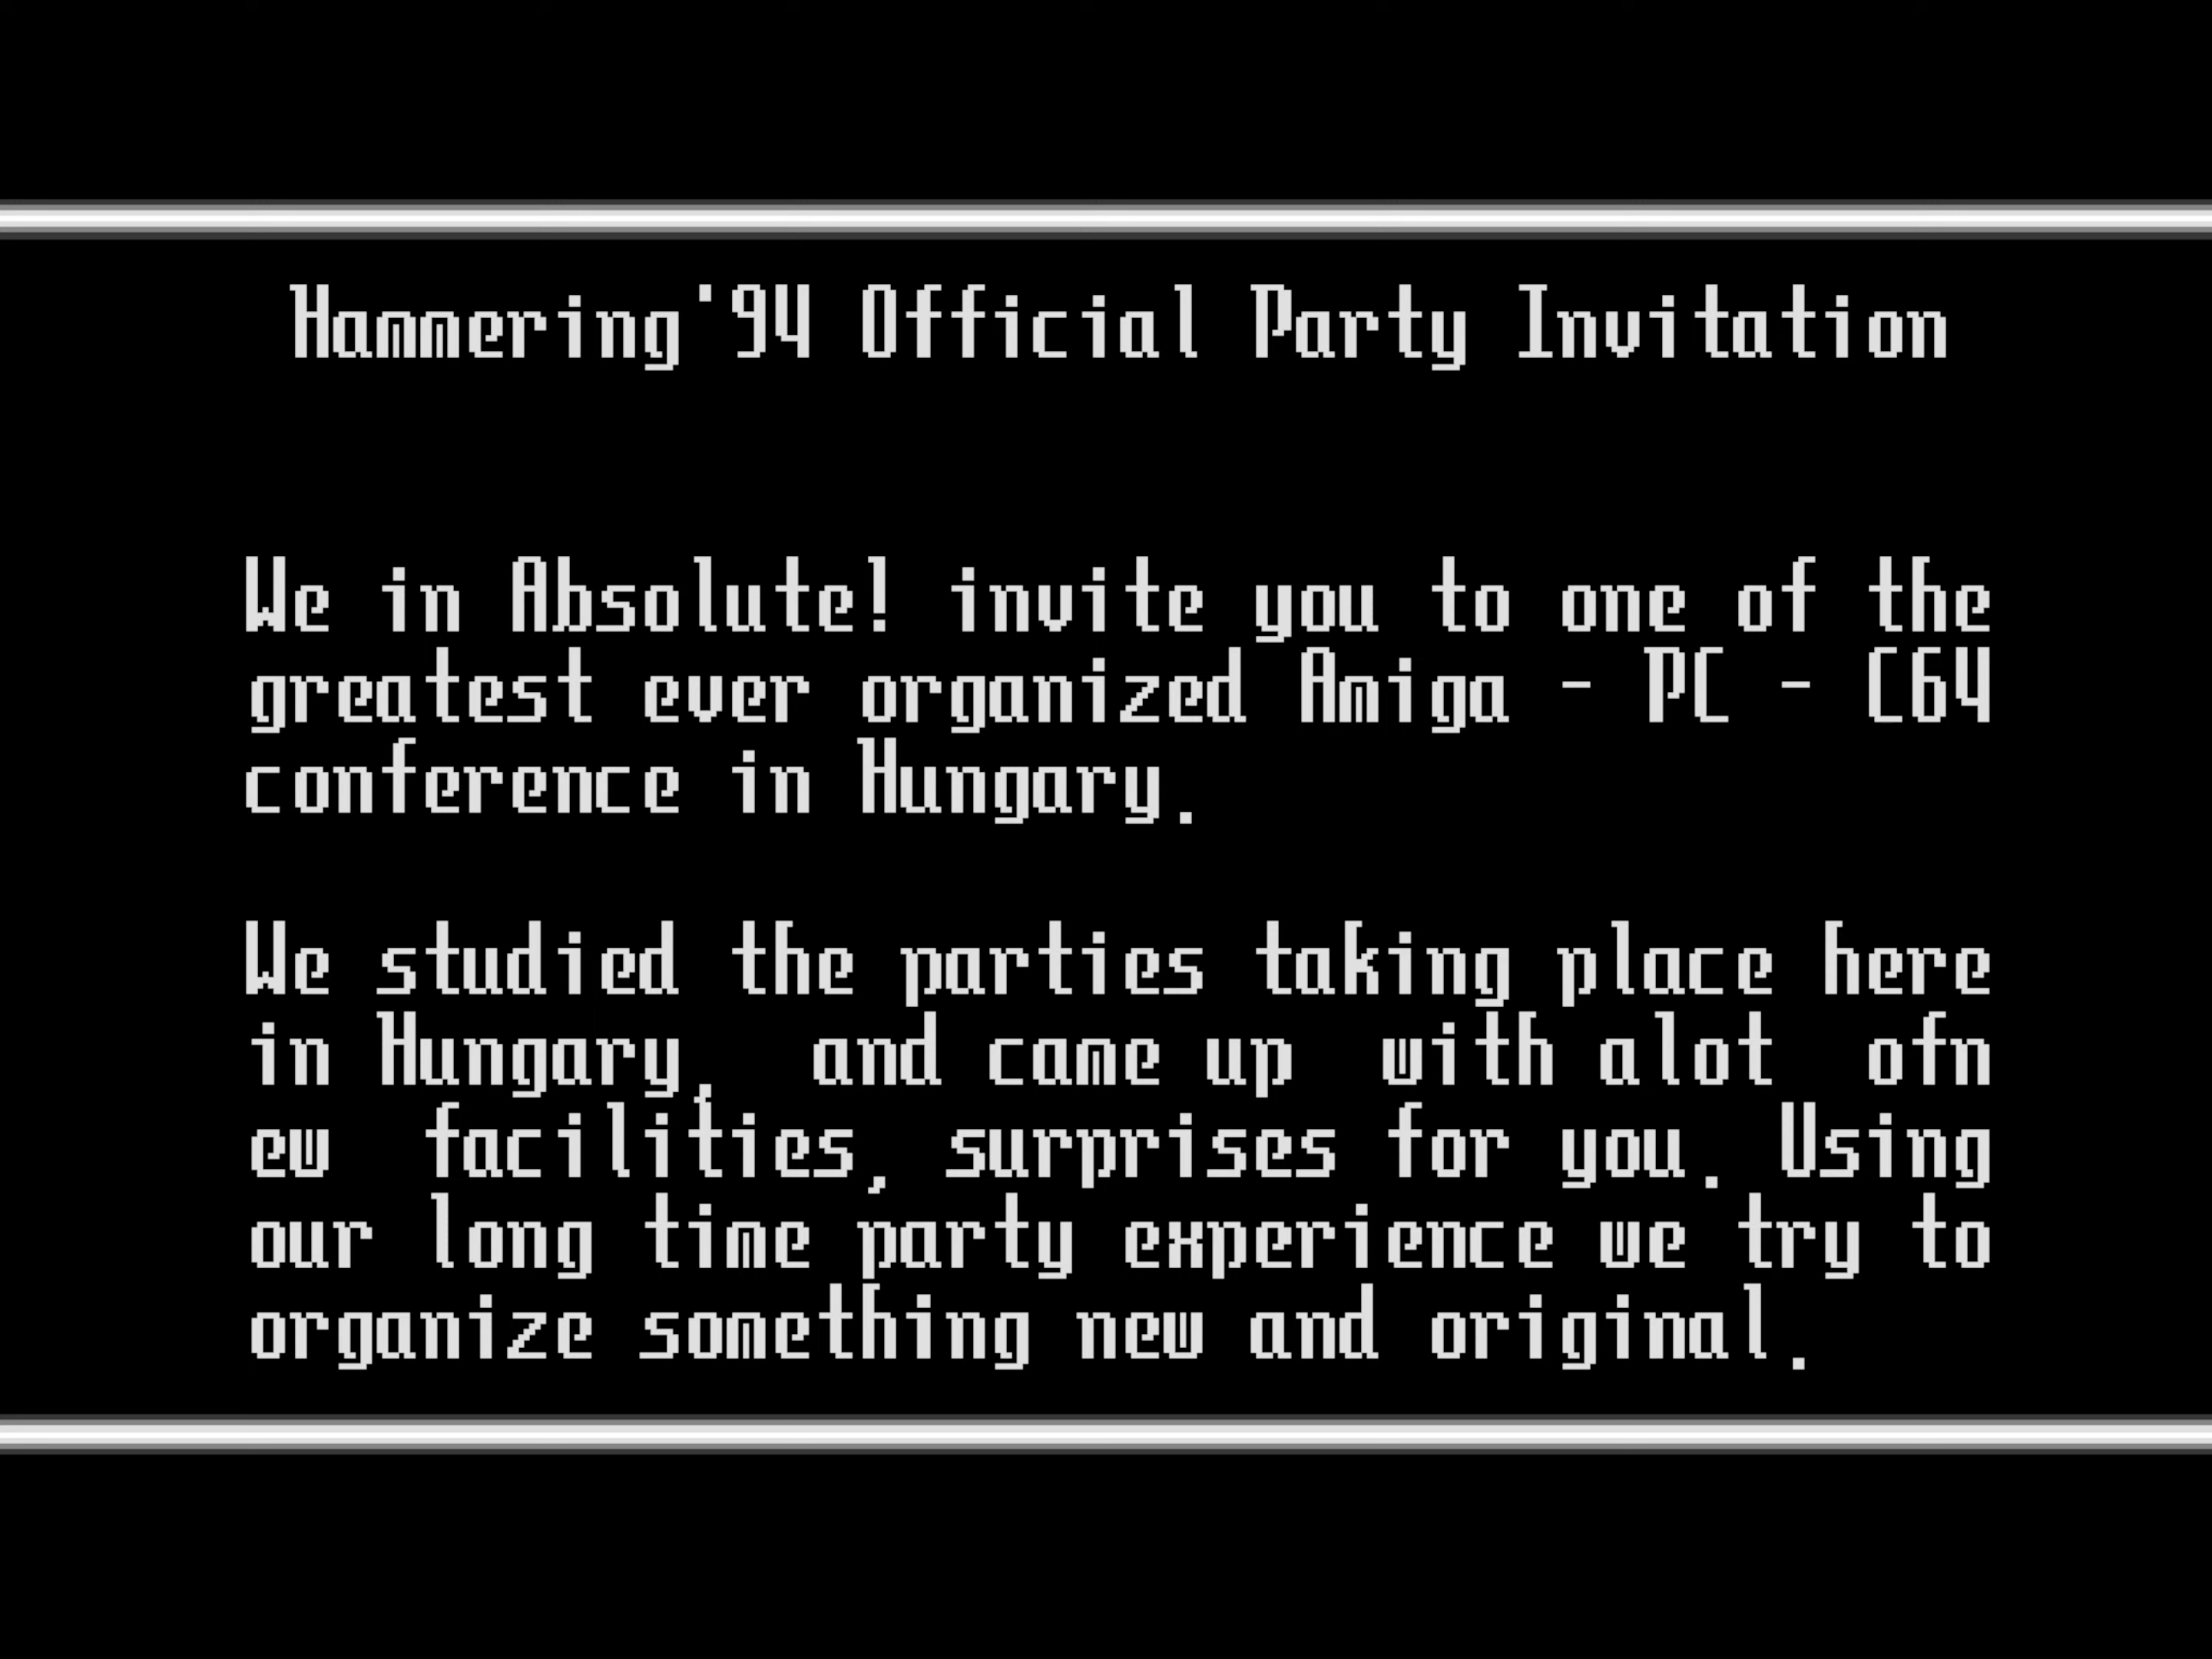 Hammering'94 Official Party Invitation
We in Absolute! invite you to one of the
greatest ever organized Amiga - PC - C64
conference in Hungary.
We studied the parties taking place here
in Hungary,  and came up  with alot  ofn
ew  facilities, surprises for you. Using
our long time party experience we try to
organize something new and original.